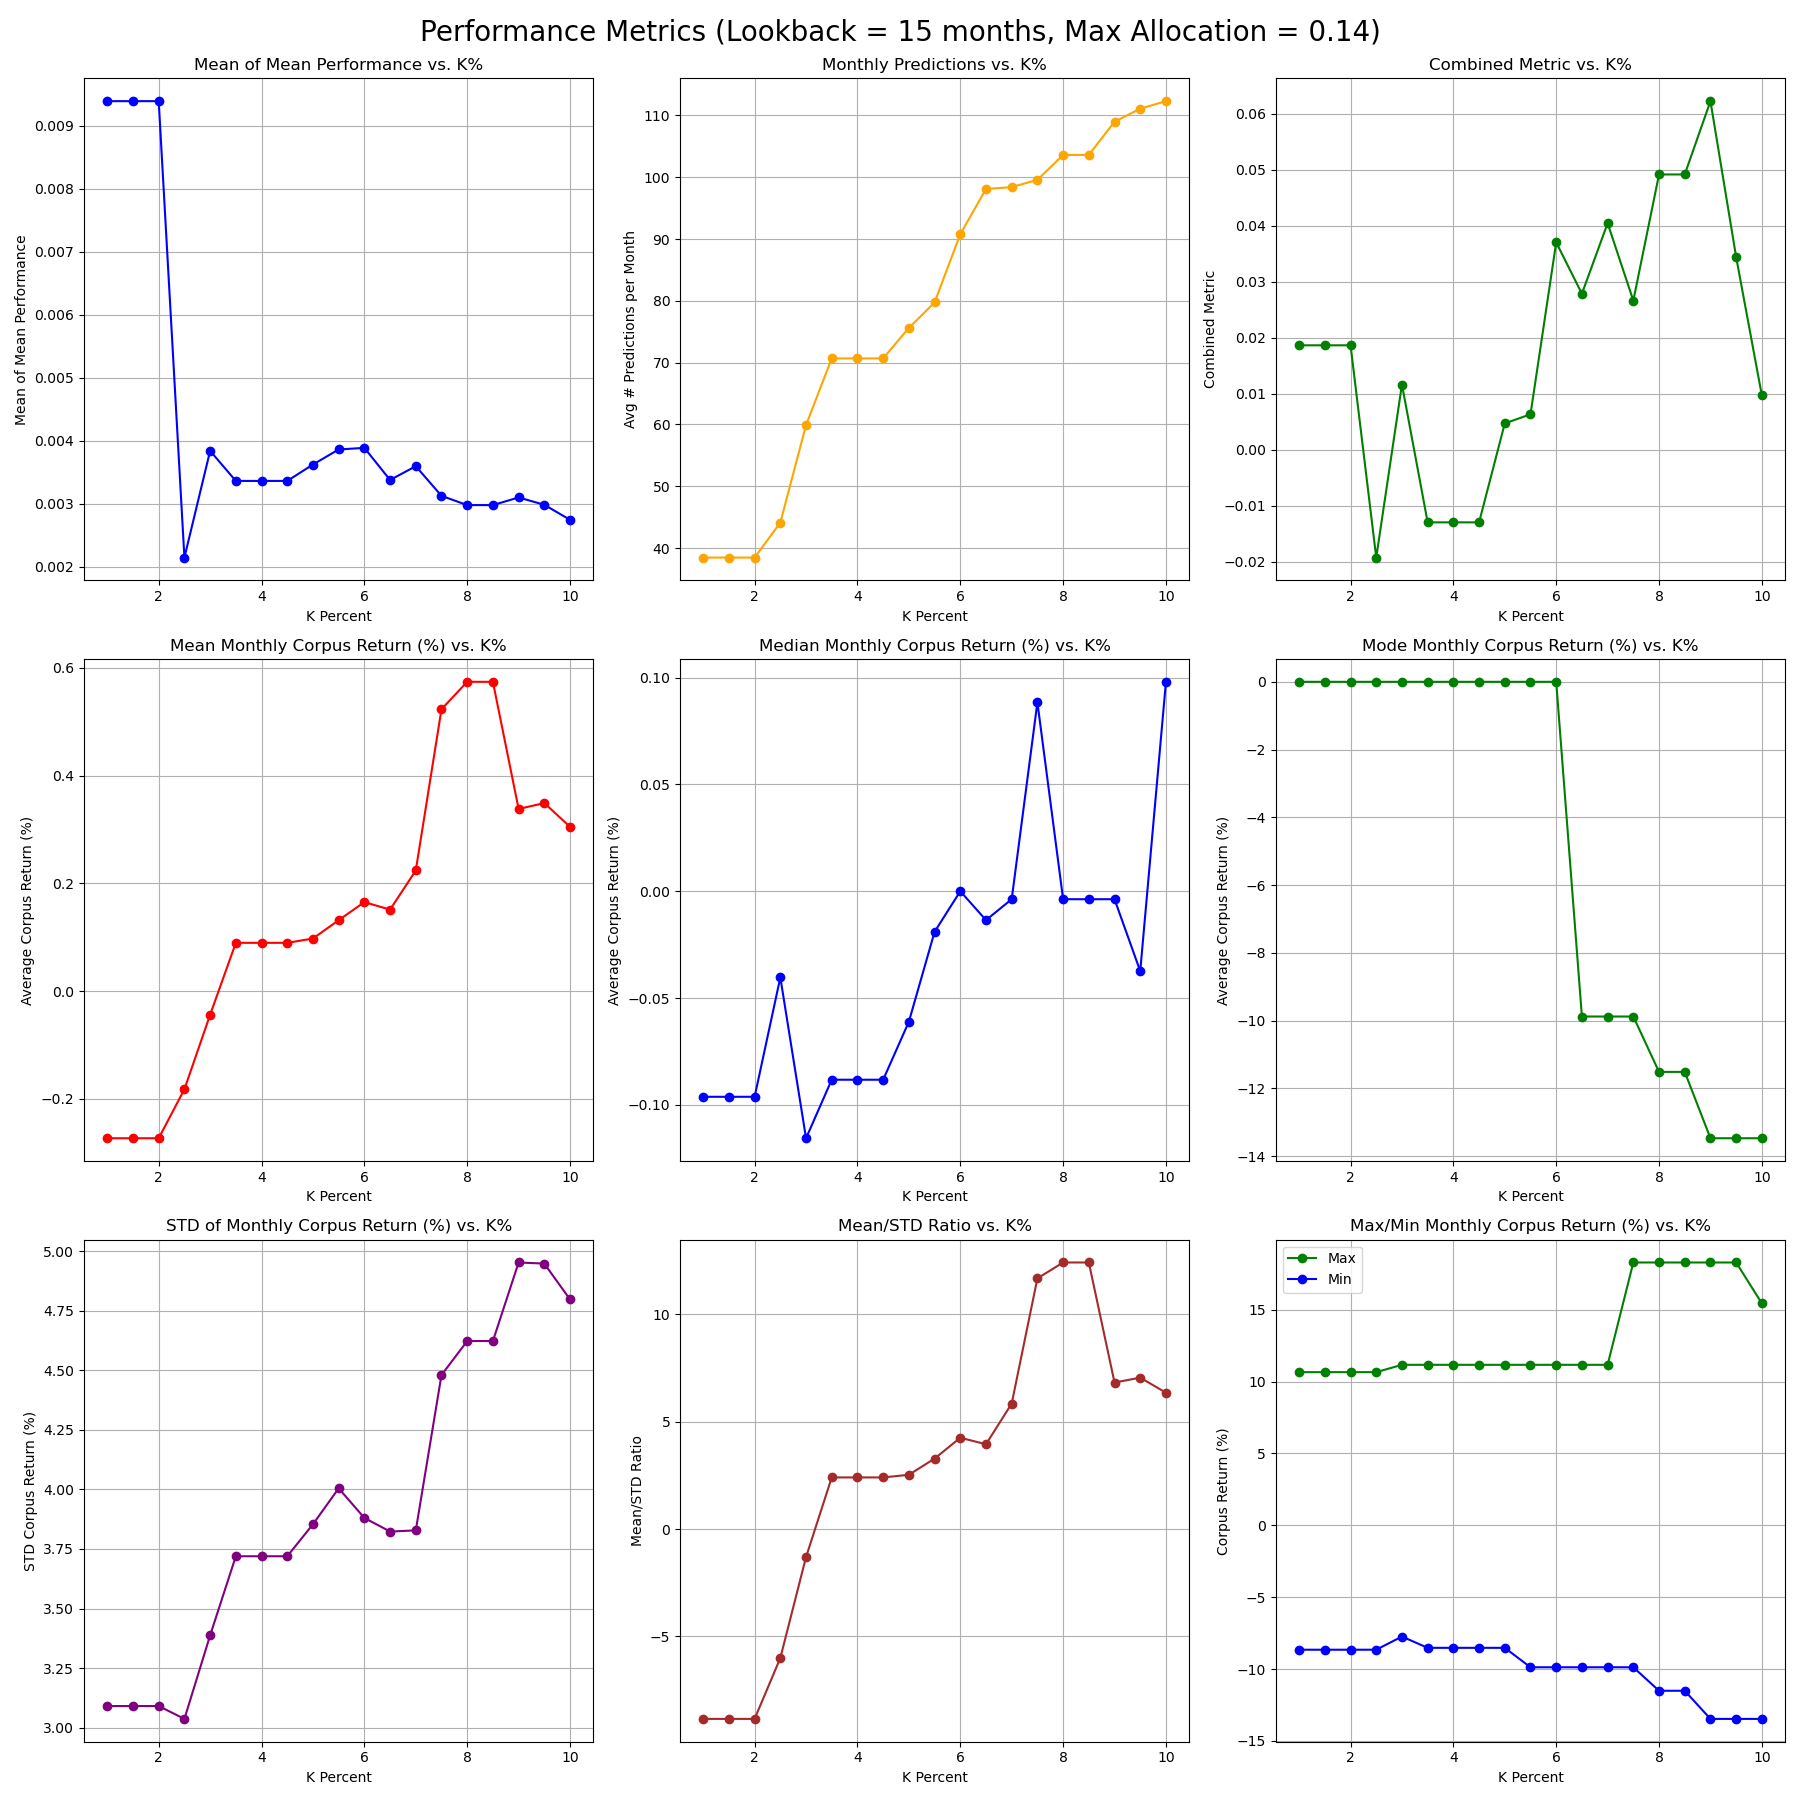 Performance Metrics (Lookback = 15 months, Max Allocation = 0.14)
Mean of Mean Performance vs. K%
Mean of Mean Performance
0.009
0.008
0.007
0.006
0.005
0.004
0.003
0.002
2 4 6 8 10
K Percent
Monthly Predictions vs. K%
Avg # Predictions per Month
110
100
90
80
70
60
50
40
2 4 6 8 10
K Percent
Combined Metric vs. K%
Combined Metric
0.06
0.05
0.04
0.03
0.02
0.01
0.00
−0.01
−0.02
2 4 6 8 10
K Percent
Mean Monthly Corpus Return (%) vs. K%
Average Corpus Return (%)
0.6
0.4
0.2
0.0
−0.2
2 4 6 8 10
K Percent
Median Monthly Corpus Return (%) vs. K%
Average Corpus Return (%)
0.10
0.05
0.00
−0.05
−0.10
2 4 6 8 10
K Percent
Mode Monthly Corpus Return (%) vs. K%
Average Corpus Return (%)
0
−2
−4
−6
−8
−10
−12
−14
2 4 6 8 10
K Percent
STD of Monthly Corpus Return (%) vs. K%
STD Corpus Return (%)
5.00
4.75
4.50
4.25
4.00
3.75
3.50
3.25
3.00
2 4 6 8 10
K Percent
Mean/STD Ratio vs. K%
Mean/STD Ratio
10
5
0
−5
2 4 6 8 10
K Percent
Max/Min Monthly Corpus Return (%) vs. K%
Max
Min
Corpus Return (%)
15
10
5
0
−5
−10
−15
2 4 6 8 10
K Percent